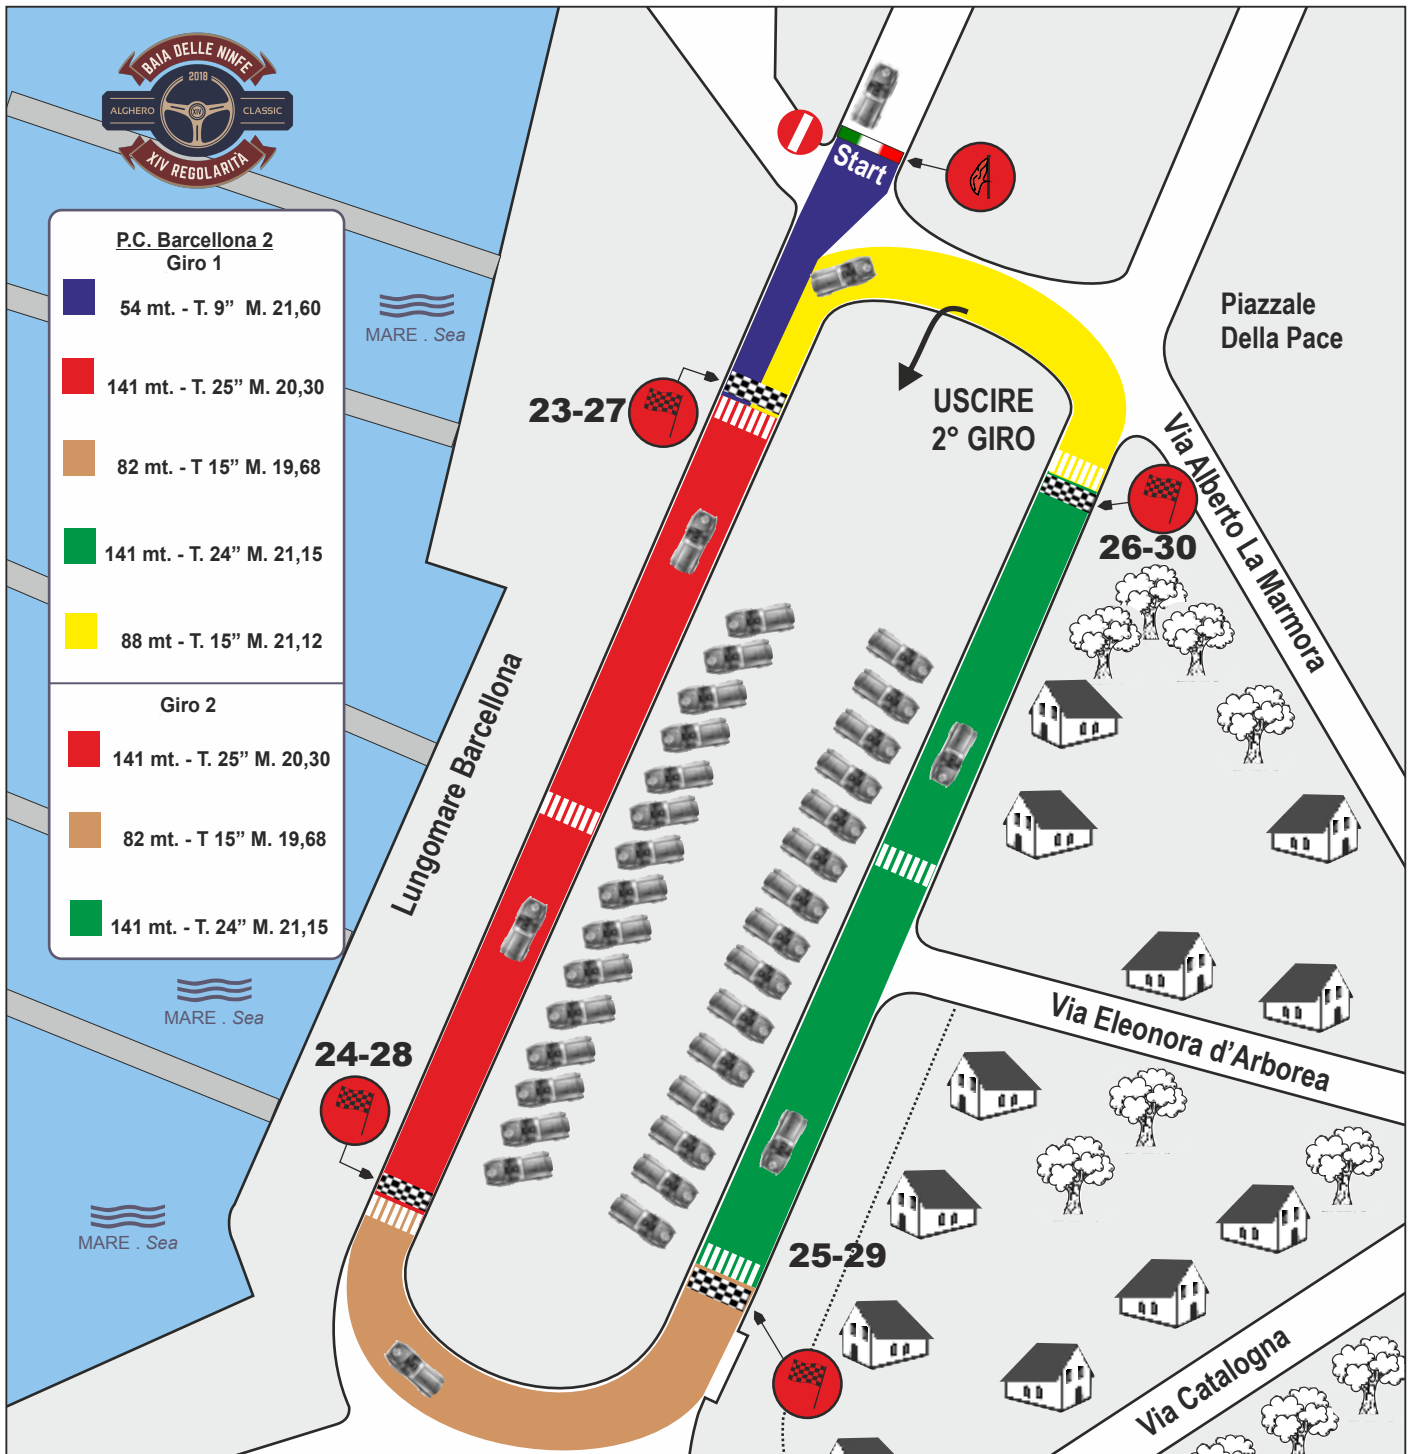 BAIA DELLE NINFE
2018
ALGHERO
XIV
CLASSIC
XIV REGOLARITÀ
P.C. Barcellona 2
Giro 1
54 mt. - T. 9” M. 21,60
141 mt. - T. 25” M. 20,30
82 mt. - T 15” M. 19,68
141 mt. - T. 24” M. 21,15
88 mt - T. 15” M. 21,12
Giro 2
141 mt. - T. 25” M. 20,30
82 mt. - T 15” M. 19,68
141 mt. - T. 24” M. 21,15
Start
MARE . Sea
Piazzale
Della Pace
23-27
USCIRE
2° GIRO
Via Alberto La Marmora
26-30
Lungomare Barcellona
MARE . Sea
Via Eleonora d’Arborea
24-28
MARE . Sea
25-29
Via Catalogna